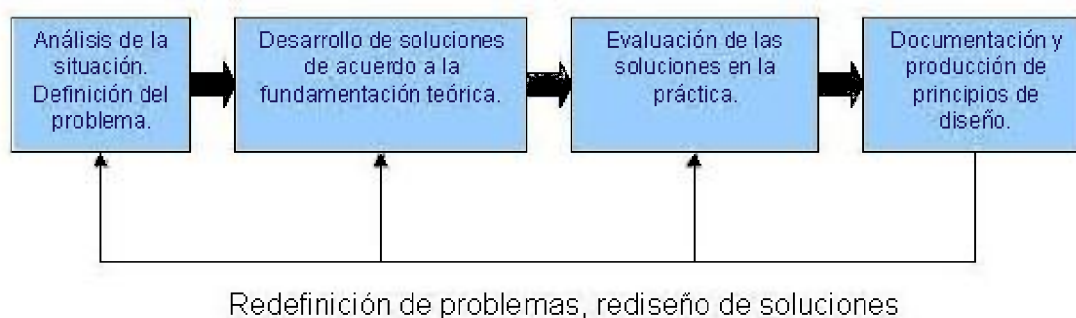 Análisis de la
situación.
Definición del
problema.
Desarrollo de soluciones
de acuerdo a la
fundamentación teórica.
Evaluación de las
soluciones en la
práctica.
Documentación y
producción de
principios de
diseño.
Redefinición de problemas, rediseño de soluciones